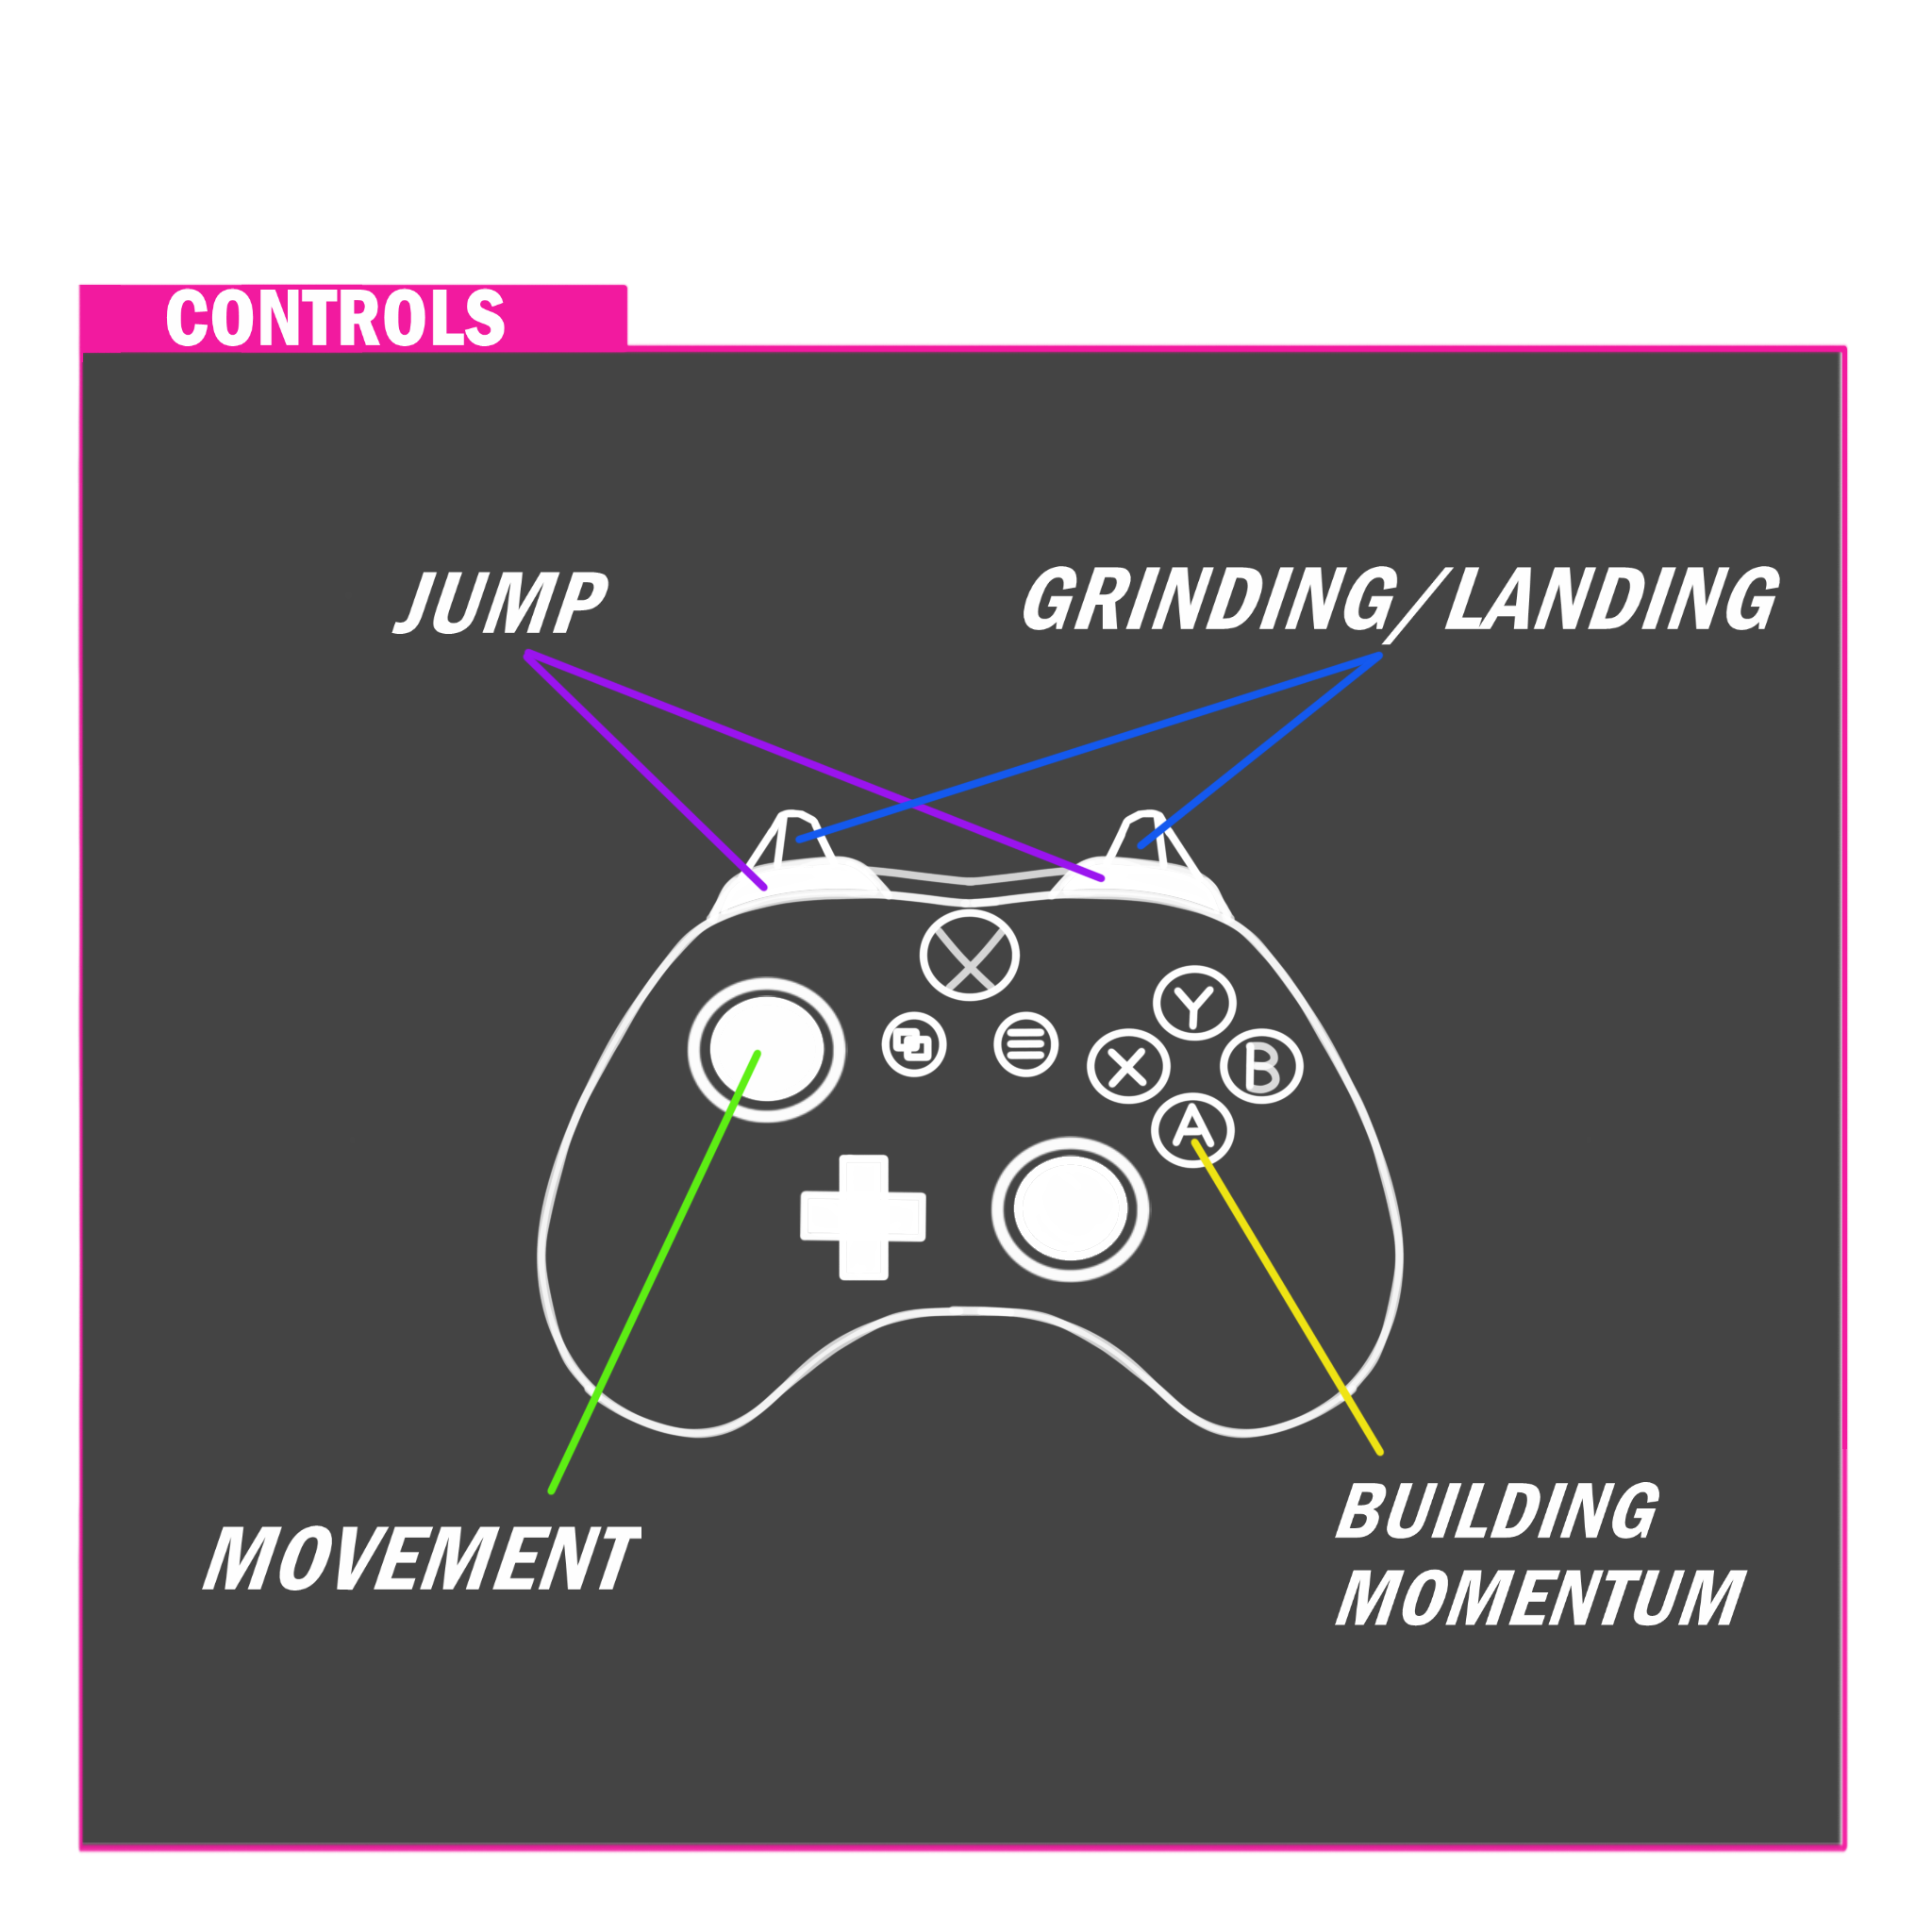 CONTROLS
JUMP
GRINDING/LANDING
Y
X
B
A
MOVEMENT
BUILDING
MOMENTUM